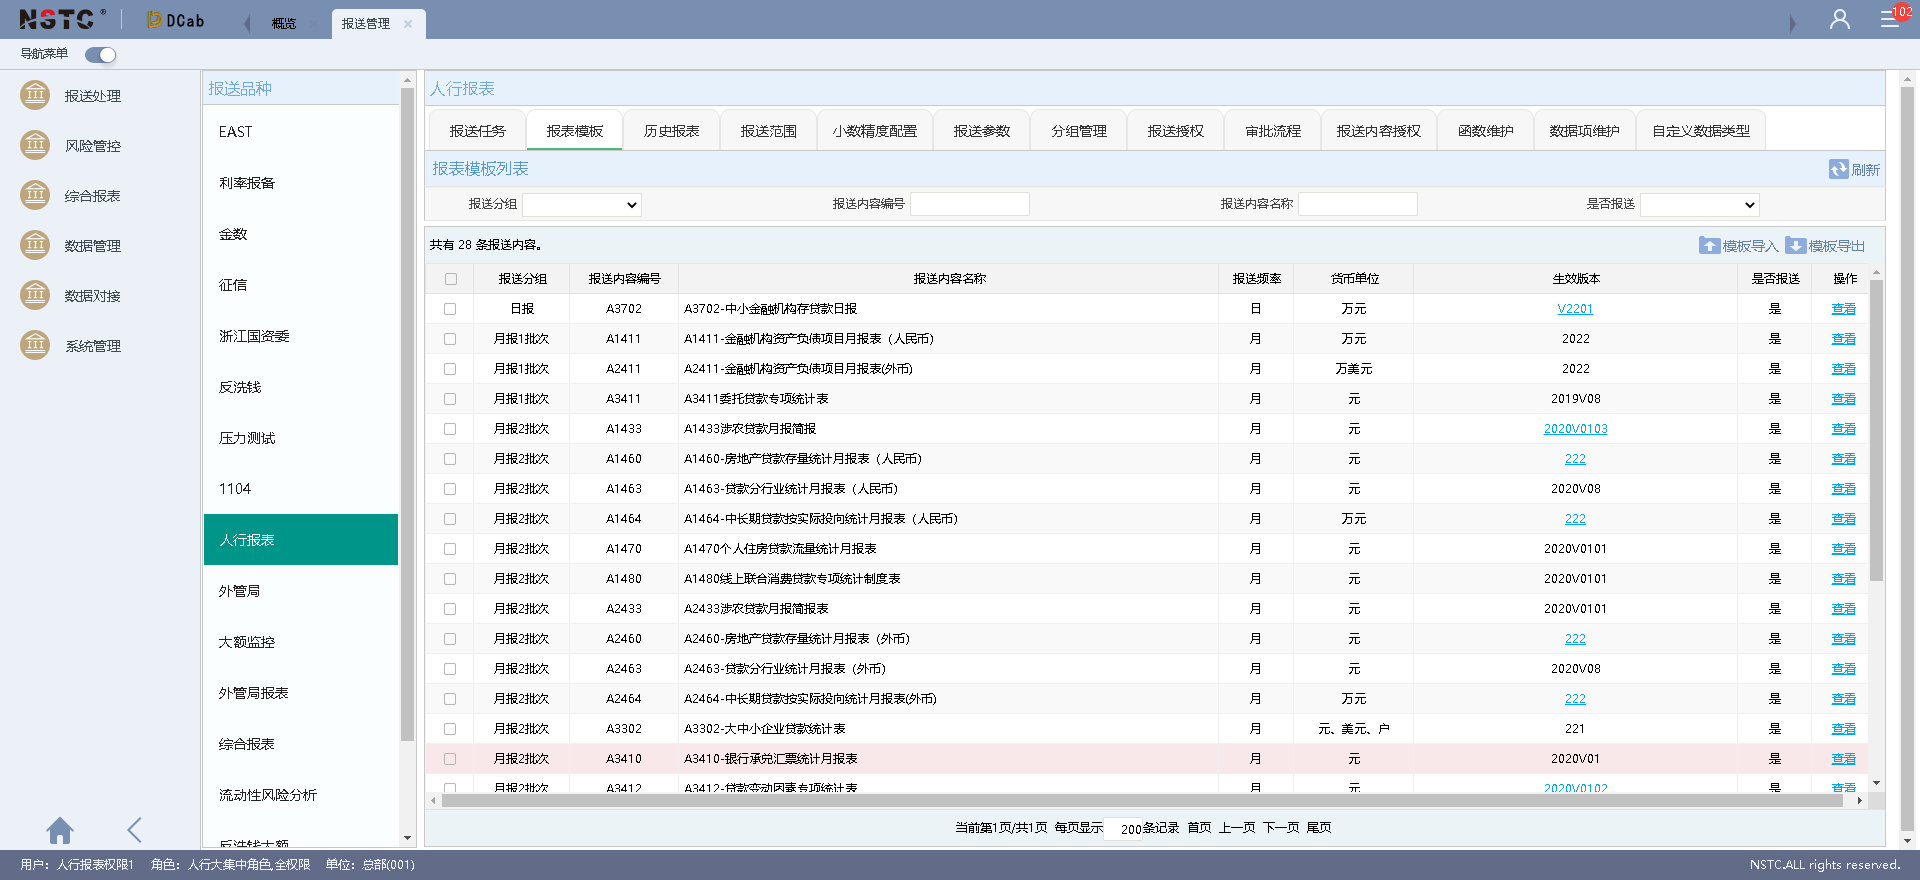 NSTC ® DCab 概览 报送管理 × 102
导航菜单
报送处理
风险管控
综合报表
数据管理
数据对接
系统管理
报送品种
EAST
利率报备
金数
征信
浙江国资委
反洗钱
压力测试
1104
人行报表
外管局
大额监控
外管局报表
综合报表
流动性风险分析
反洗钱大额
人行报表
报送任务 报表模板 历史报表 报送范围 小数精度配置 报送参数 分组管理 报送授权 审批流程 报送内容授权 函数维护 数据项维护 自定义数据类型
报表模板列表 刷新
报送分组 报送内容编号 报送内容名称 是否报送
共有 28 条报送内容。 模板导入 模板导出
报送分组 报送内容编号 报送内容名称 报送频率 货币单位 生效版本 是否报送 操作
日报 A3702 A3702-中小金融机构存贷款日报 日 万元 V2201 是 查看
月报1批次 A1411 A1411-金融机构资产负债项目月报表（人民币） 月 万元 2022 是 查看
月报1批次 A2411 A2411-金融机构资产负债项目月报表(外币) 月 万美元 2022 是 查看
月报1批次 A3411 A3411委托贷款专项统计表 月 元 2019V08 是 查看
月报2批次 A1433 A1433涉农贷款月报简报 月 元 2020V0103 是 查看
月报2批次 A1460 A1460-房地产贷款存量统计月报表（人民币） 月 元 222 是 查看
月报2批次 A1463 A1463-贷款分行业统计月报表（人民币） 月 元 2020V08 是 查看
月报2批次 A1464 A1464-中长期贷款按实际投向统计月报表（人民币） 月 万元 222 是 查看
月报2批次 A1470 A1470个人住房贷款流量统计月报表 月 元 2020V0101 是 查看
月报2批次 A1480 A1480线上联合消费贷款专项统计制度表 月 元 2020V0101 是 查看
月报2批次 A2433 A2433涉农贷款月报简报表 月 元 2020V0101 是 查看
月报2批次 A2460 A2460-房地产贷款存量统计月报表（外币） 月 元 222 是 查看
月报2批次 A2463 A2463-贷款分行业统计月报表（外币） 月 元 2020V08 是 查看
月报2批次 A2464 A2464-中长期贷款按实际投向统计月报表(外币) 月 万元 222 是 查看
月报2批次 A3302 A3302-大中小企业贷款统计表 月 元、美元、户 221 是 查看
月报2批次 A3410 A3410-银行承兑汇票统计月报表 月 元 2020V01 是 查看
月报2批次 A3412 A3412-贷款变动因素专项统计表 月 元 2020V0102 是 查看
当前第1页/共1页 每页显示 200条记录 首页 上一页 下一页 尾页
用户：人行报表权限1 角色：人行大集中角色,全权限 单位：总部(001) NSTC.ALL rights reserved.